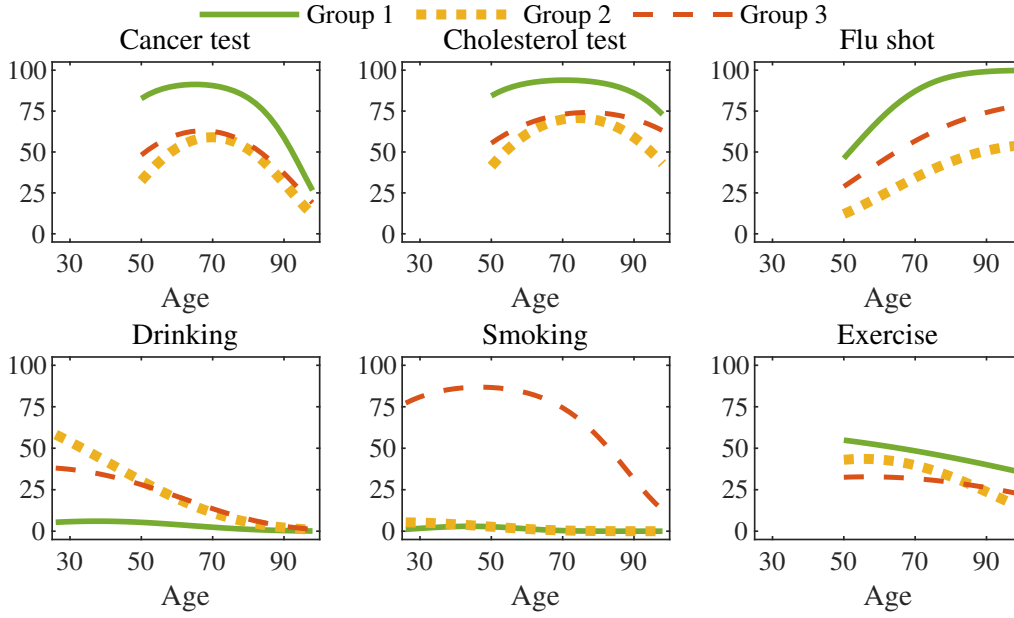 Group 1 Group 2 Group 3
Cancer test Cholesterol test Flu shot
100 100 100
75 75 75
50 50 50
25 25 25
0 0 0
30 50 70 90 30 50 70 90 30 50 70 90
Age Age Age
Drinking Smoking Exercise
100 100 100
75 75 75
50 50 50
25 25 25
0 0 0
30 50 70 90 30 50 70 90 30 50 70 90
Age Age Age